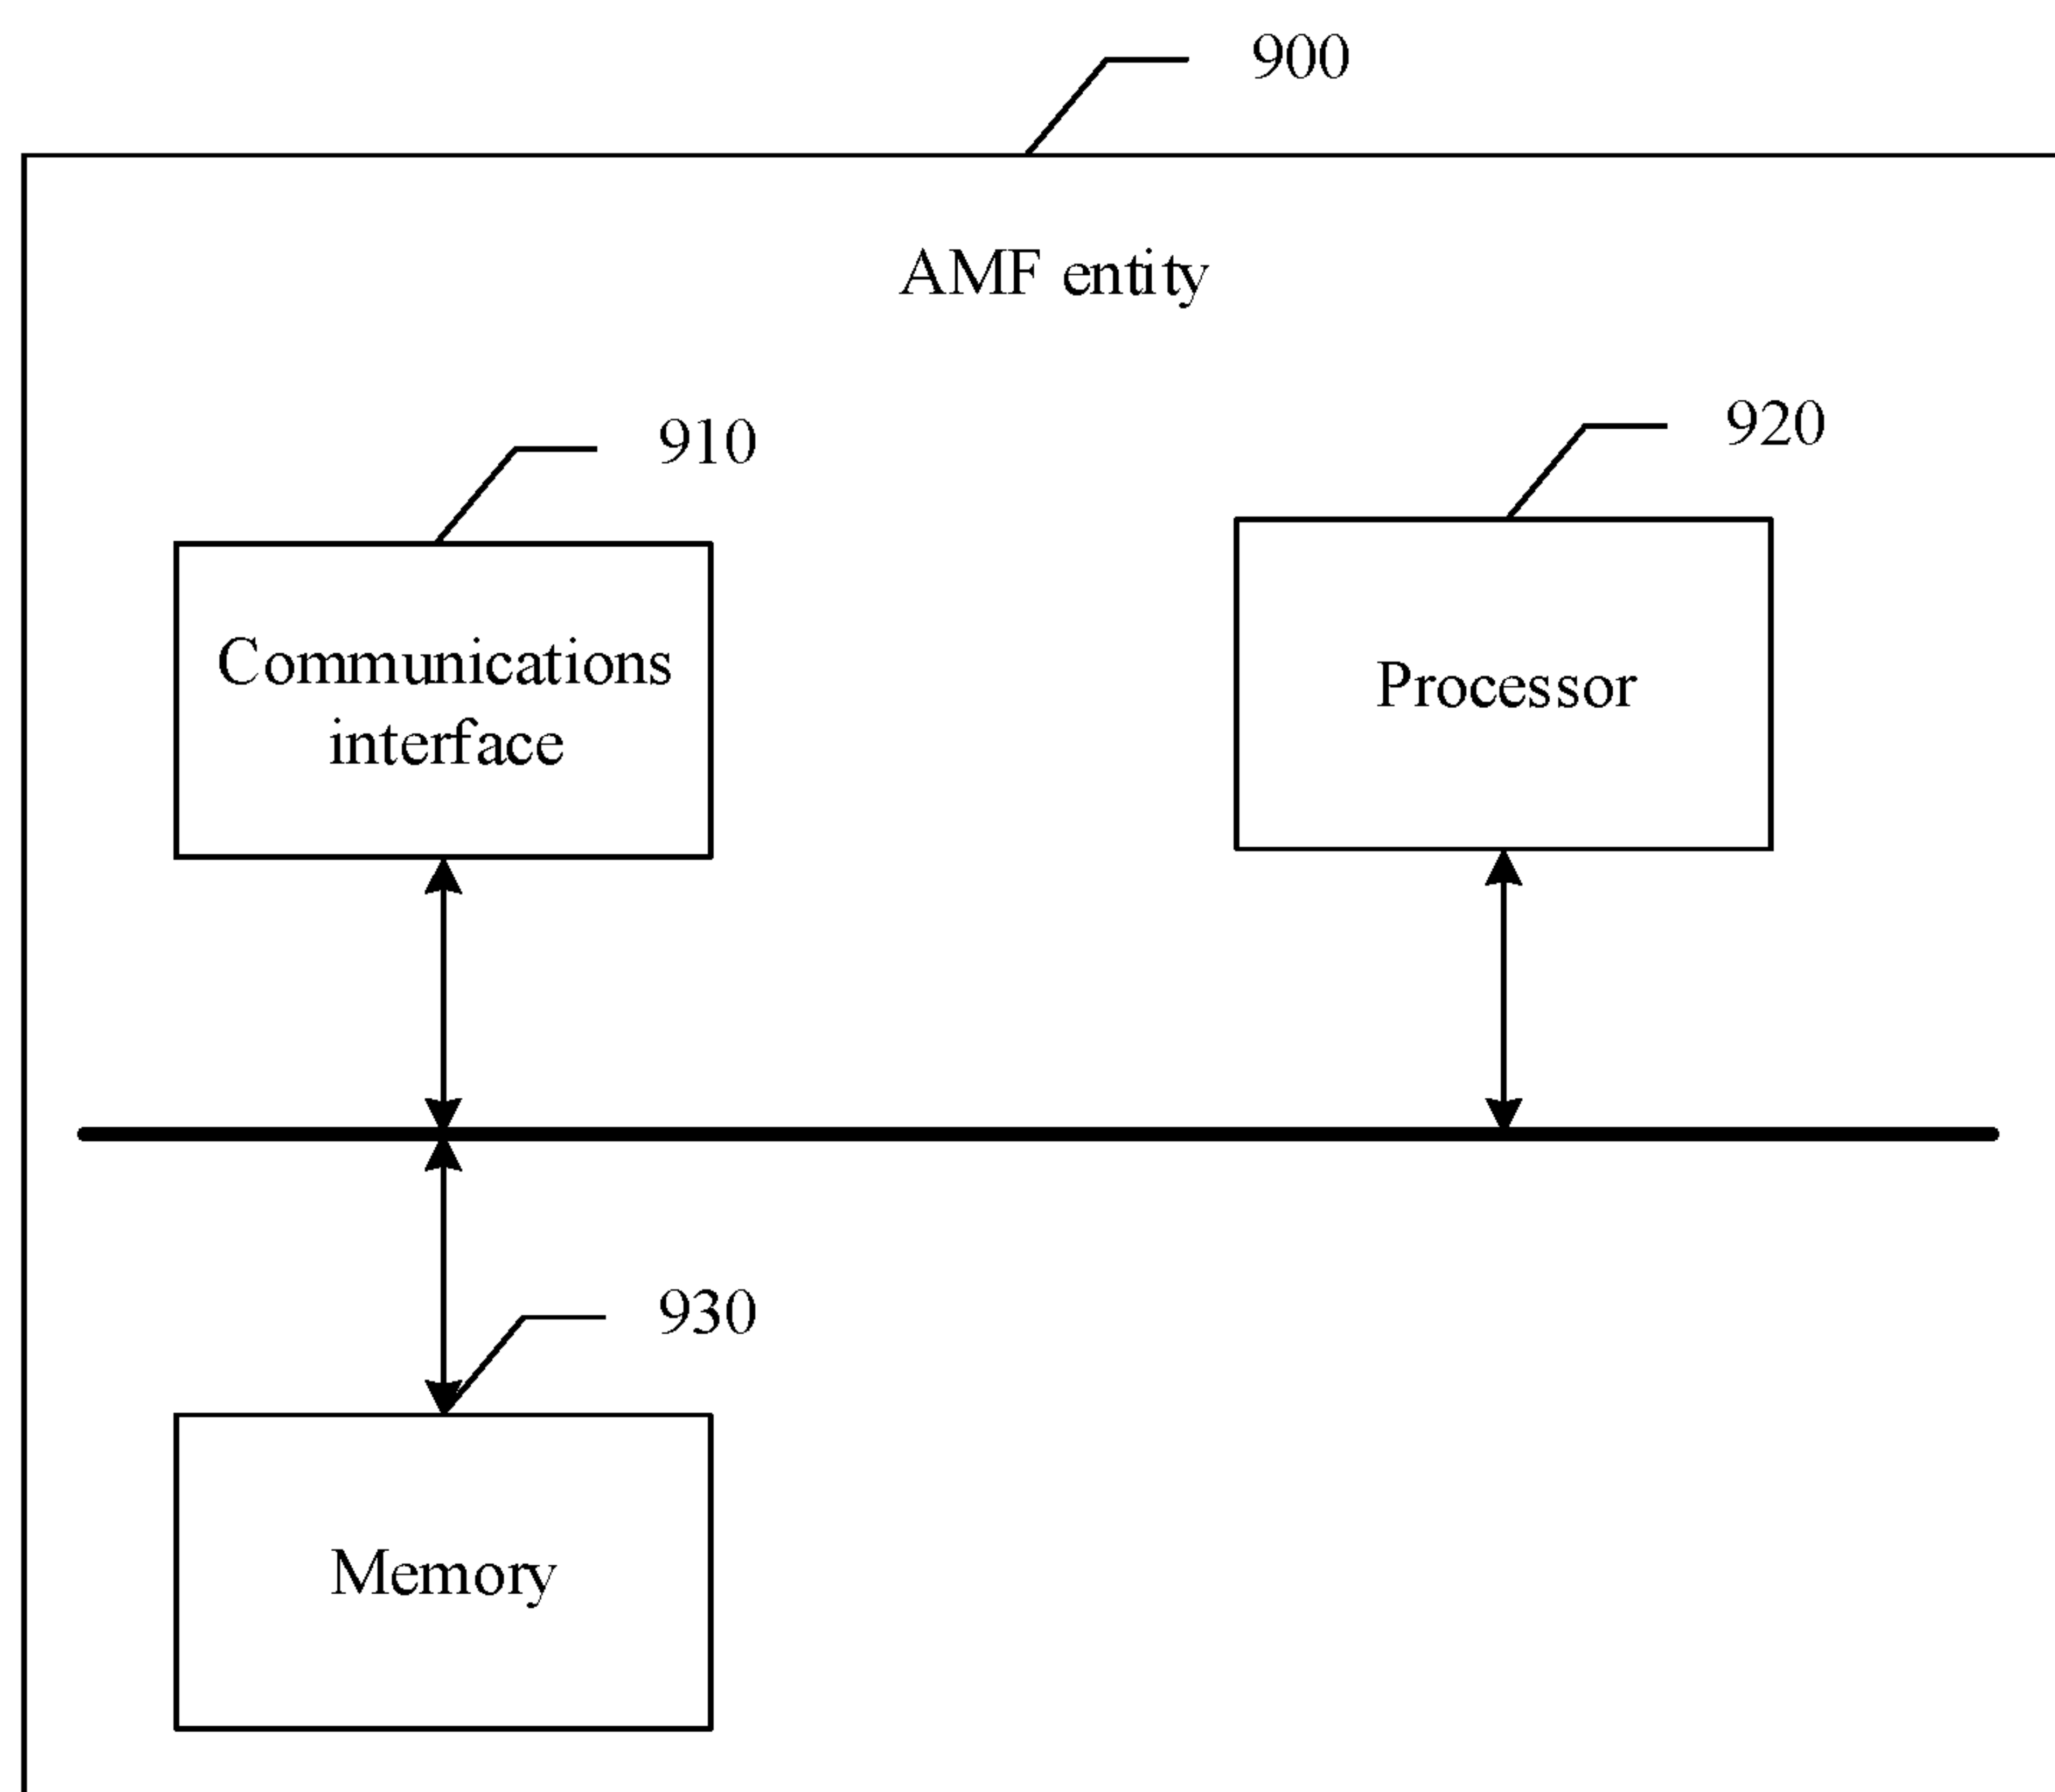 900
AMF entity
910
920
Communications
interface
Processor
930
Memory